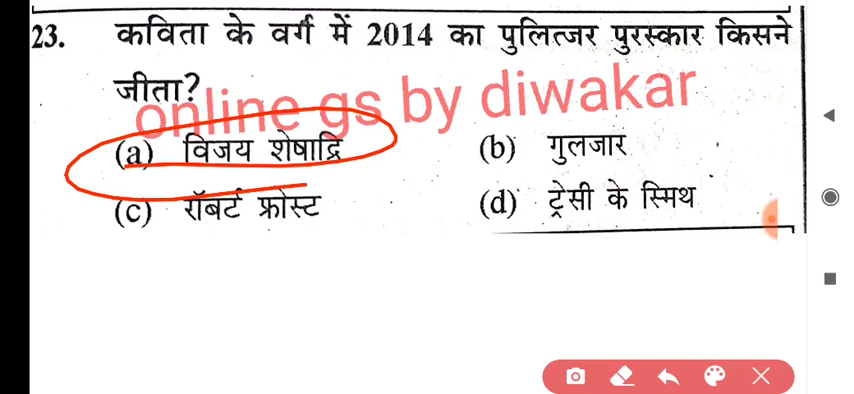 23. कविता के वर्ग में 2014 का पुलित्जर पुरस्कार किसने
जीता?
online gs by diwakar
(a) विजय शेषाद्रि (b) गुलजार
(c) रॉबर्ट फ्रोस्ट (d) ट्रेसी के स्मिथ